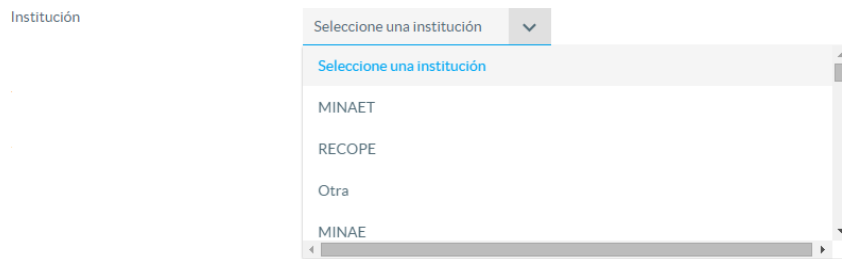 Institución
Seleccione una institución
Seleccione una institución
MINAET
RECOPE
Otra
MINAE